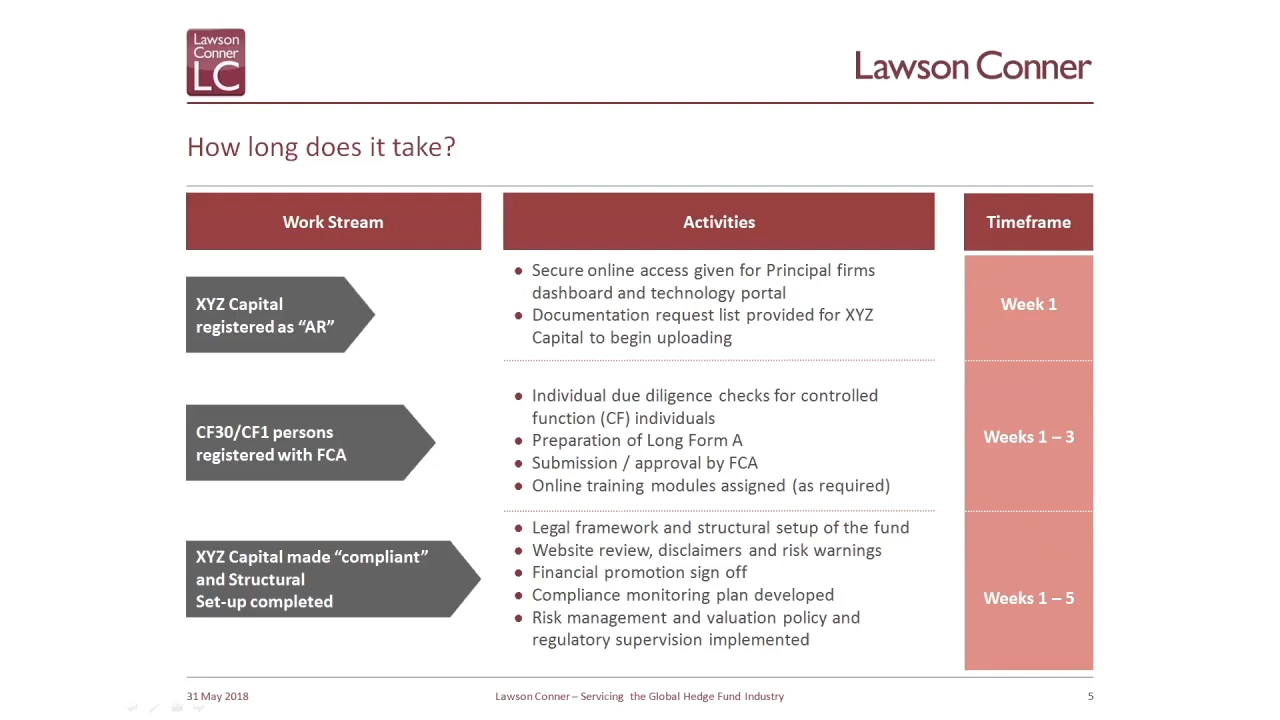 Lawson
Conner
LC
Lawson Conner
How long does it take?
Work Stream
Activities
Timeframe
XYZ Capital
registered as “AR”
● Secure online access given for Principal firms
dashboard and technology portal
● Documentation request list provided for XYZ
Capital to begin uploading
Week 1
CF30/CF1 persons
registered with FCA
● Individual due diligence checks for controlled
function (CF) individuals
● Preparation of Long Form A
● Submission / approval by FCA
● Online training modules assigned (as required)
Weeks 1 – 3
XYZ Capital made “compliant”
and Structural
Set-up completed
● Legal framework and structural setup of the fund
● Website review, disclaimers and risk warnings
● Financial promotion sign off
● Compliance monitoring plan developed
● Risk management and valuation policy and
regulatory supervision implemented
Weeks 1 – 5
31 May 2018
Lawson Conner – Servicing the Global Hedge Fund Industry
5